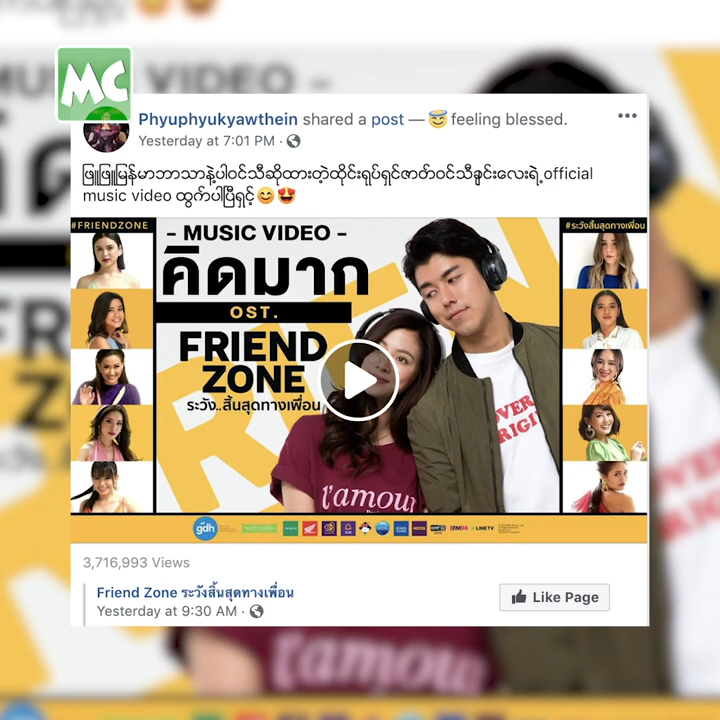 MC
Phyuphyukyawthein shared a post — 😇 feeling blessed.
Yesterday at 7:01 PM ·
ဖြူဖြူမြန်မာဘာသာနဲ့ပါဝင်သီဆိုထားတဲ့ထိုင်းရုပ်ရှင်ဇာတ်ဝင်သီချင်းလေးရဲ့ official
music video ထွက်ပါပြီရှင့် 😊😍
#FRIENDZONE
- MUSIC VIDEO -
#ระวังสิ้นสุดทางเพื่อน
คิดมาก
OST.
FRIEND
ZONE
ระวัง..สิ้นสุดทางเพื่อน
OVER
RIGI
l'amour
gdh
LINETV
3,716,993 Views
Friend Zone ระวังสิ้นสุดทางเพื่อน
Yesterday at 9:30 AM ·
Like Page